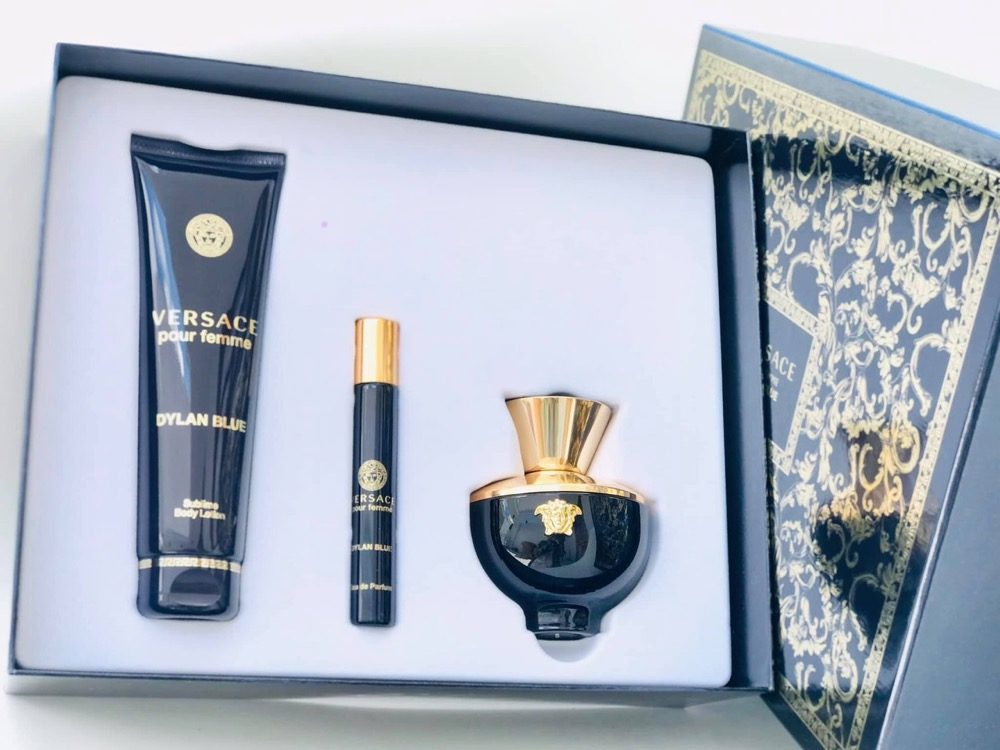 VERSACE
pour femme
DYLAN BLUE
Sublime
Body Lotion
VERSACE
pour femme
DYLAN BLUE
Eau de Parfum
SACE